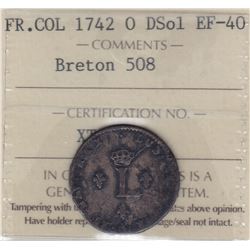 FR.COL 1742 O DSol EF-40
— COMMENTS —
Breton 508
— CERTIFICATION NO. —
IN
S IS A
GEN
TEM.
Tampering with
tes above opinion.
Have holder rep
age/seal not intact.